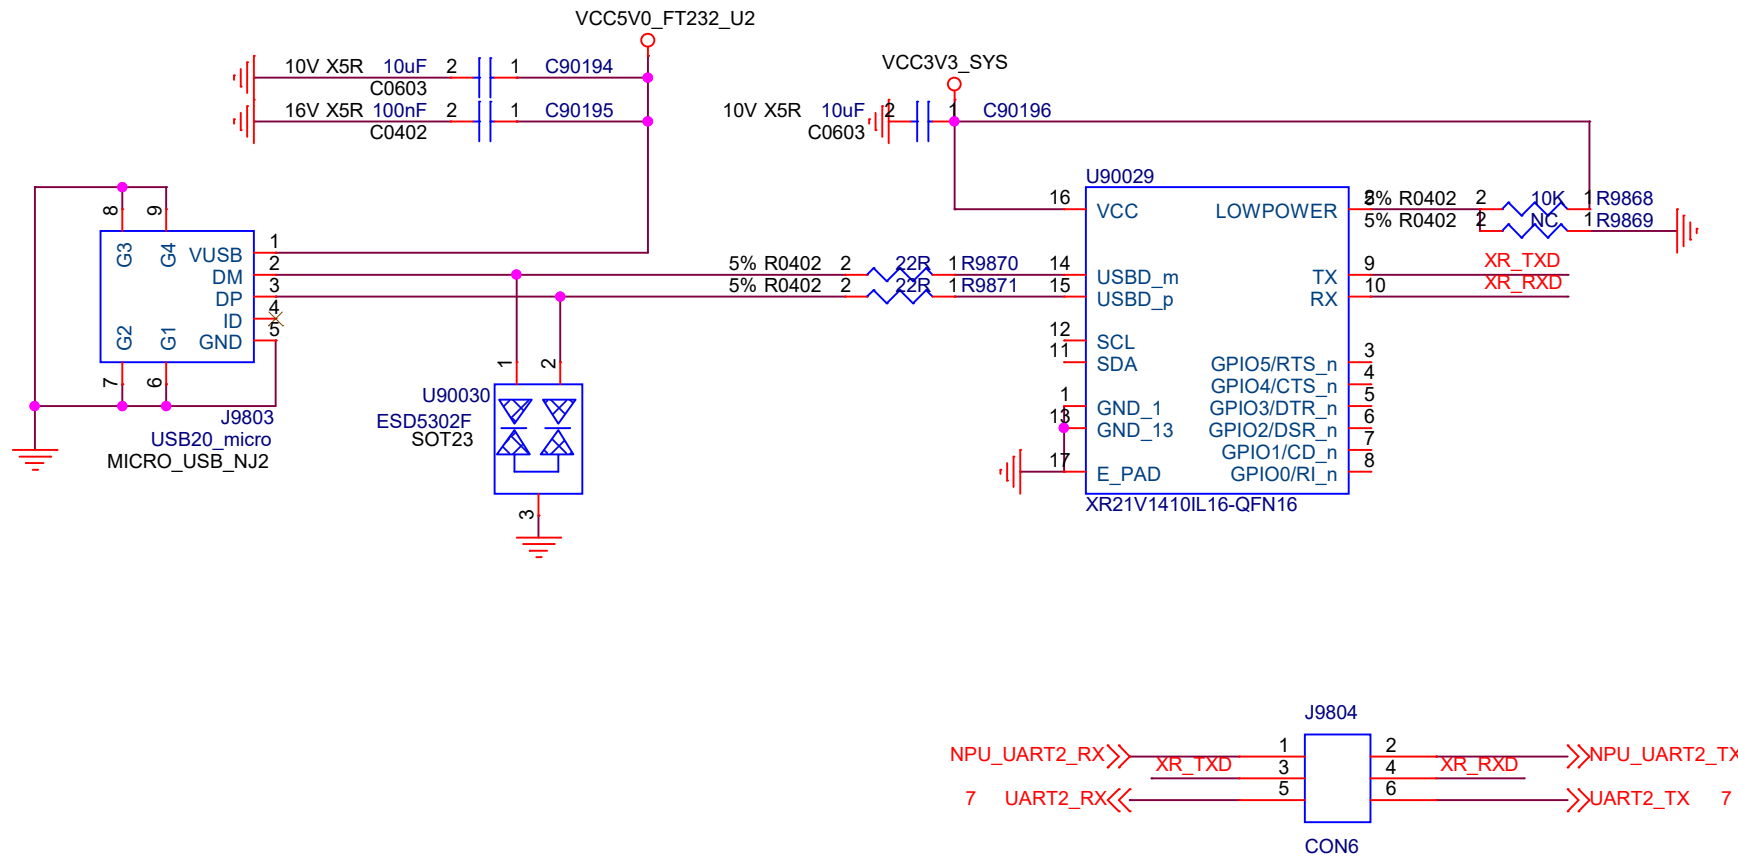 VCC5V0_FT232_U2
10V X5R 10uF 2 1 C90194
C0603
16V X5R 100nF 2 1 C90195
C0402
VCC3V3_SYS
10V X5R 10uF 2 1 C90196
C0603
8 9
G3 G4
VUSB 1
DM 2
DP 3
ID 4
GND 5
G2 G1
7 6
J9803
USB20_micro
MICRO_USB_NJ2
5% R0402 2 22R 1 R9870
5% R0402 2 22R 1 R9871
1 2
U90030
ESD5302F
SOT23
3
U90029
16 VCC
14 USBD_m
15 USBD_p
12 SCL
11 SDA
1 GND_1
13 GND_13
17 E_PAD
LOWPOWER
5% R0402 2 10K 1 R9868
5% R0402 2 NC 1 R9869
TX 9 XR_TXD
RX 10 XR_RXD
GPIO5/RTS_n 3
GPIO4/CTS_n 4
GPIO3/DTR_n 5
GPIO2/DSR_n 6
GPIO1/CD_n 7
GPIO0/RI_n 8
XR21V1410IL16-QFN16
J9804
NPU_UART2_RX 1 2 NPU_UART2_TX
XR_TXD 3 4 XR_RXD
7 UART2_RX 5 6 UART2_TX 7
CON6